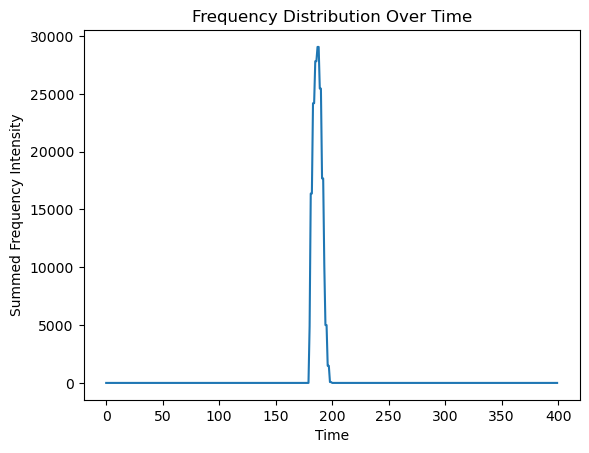 Frequency Distribution Over Time
30000
25000
20000
15000
10000
5000
0
Summed Frequency Intensity
0 50 100 150 200 250 300 350 400
Time